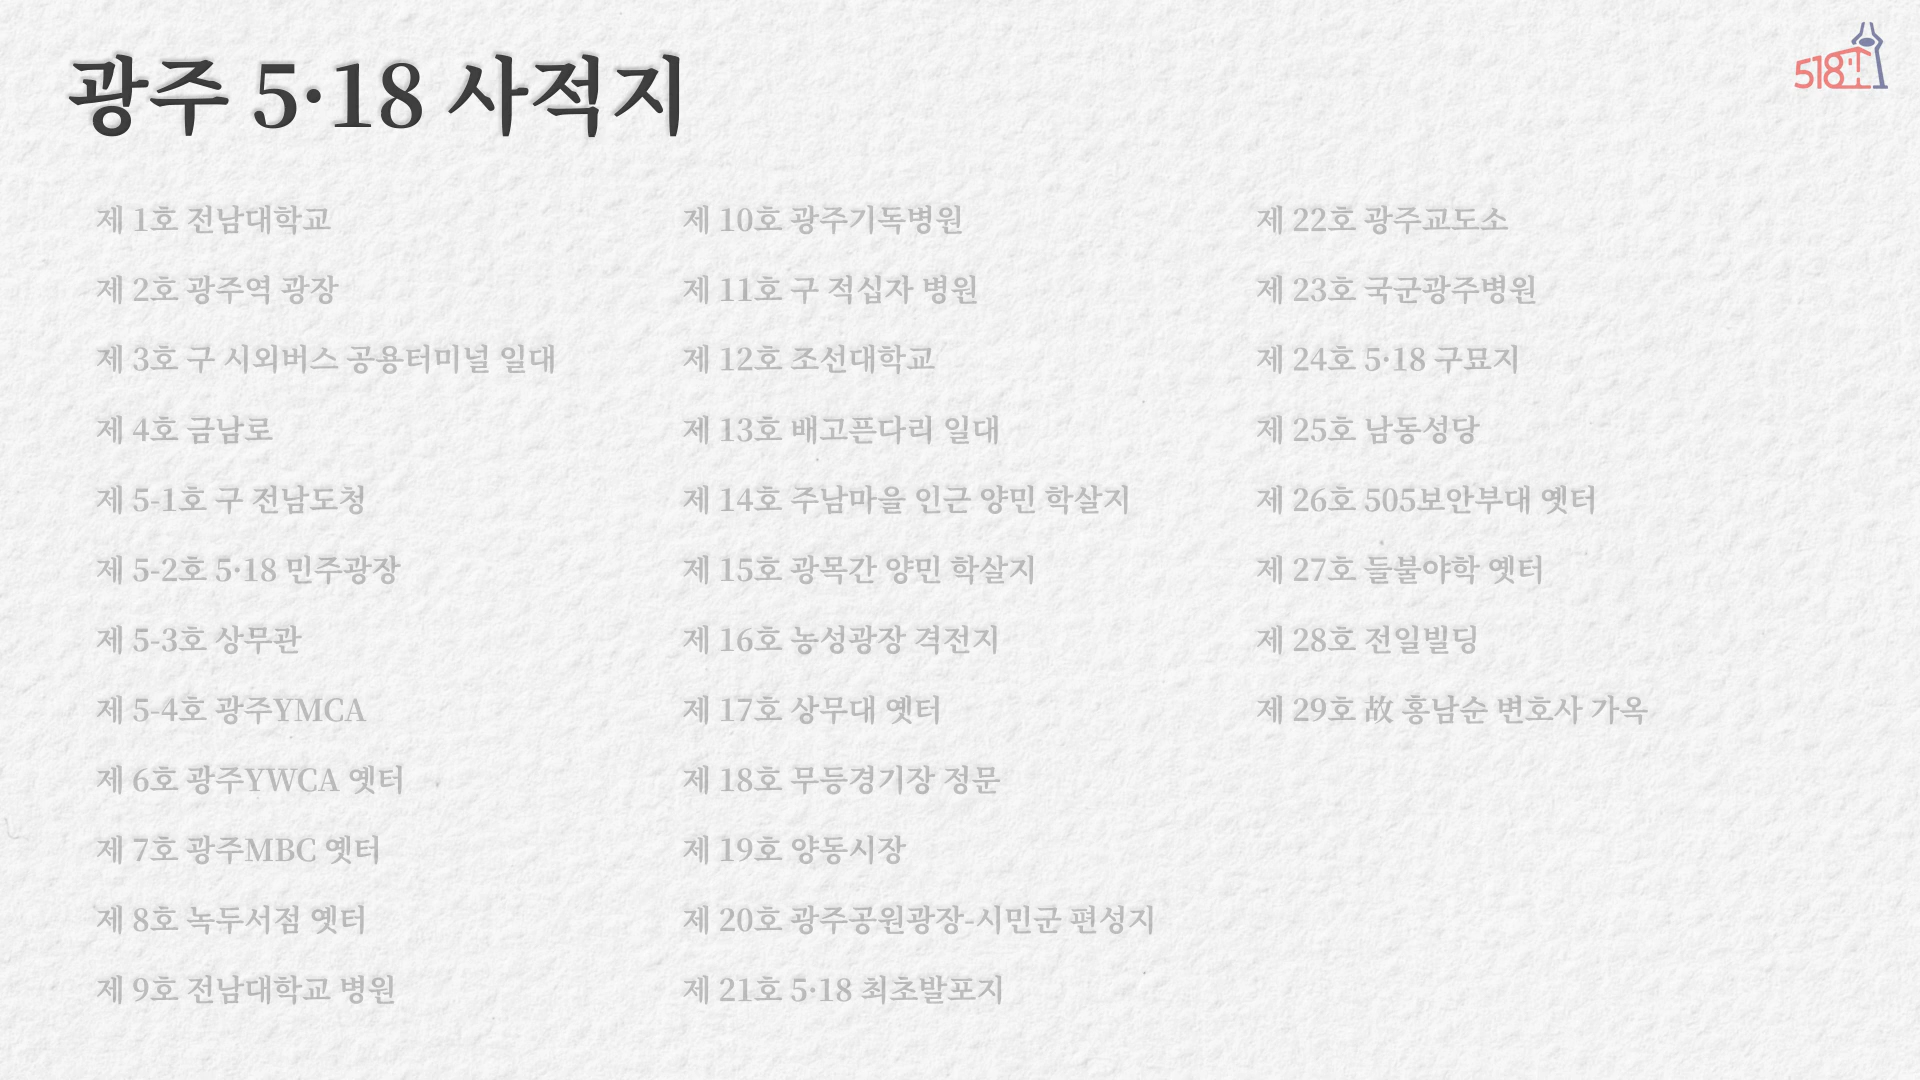 광주 5·18 사적지
518
제 1호 전남대학교
제 2호 광주역 광장
제 3호 구 시외버스 공용터미널 일대
제 4호 금남로
제 5-1호 구 전남도청
제 5-2호 5·18 민주광장
제 5-3호 상무관
제 5-4호 광주YMCA
제 6호 광주YWCA 옛터
제 7호 광주MBC 옛터
제 8호 녹두서점 옛터
제 9호 전남대학교 병원
제 10호 광주기독병원
제 11호 구 적십자 병원
제 12호 조선대학교
제 13호 배고픈다리 일대
제 14호 주남마을 인근 양민 학살지
제 15호 광목간 양민 학살지
제 16호 농성광장 격전지
제 17호 상무대 옛터
제 18호 무등경기장 정문
제 19호 양동시장
제 20호 광주공원광장-시민군 편성지
제 21호 5·18 최초발포지
제 22호 광주교도소
제 23호 국군광주병원
제 24호 5·18 구묘지
제 25호 남동성당
제 26호 505보안부대 옛터
제 27호 들불야학 옛터
제 28호 전일빌딩
제 29호 故 홍남순 변호사 가옥